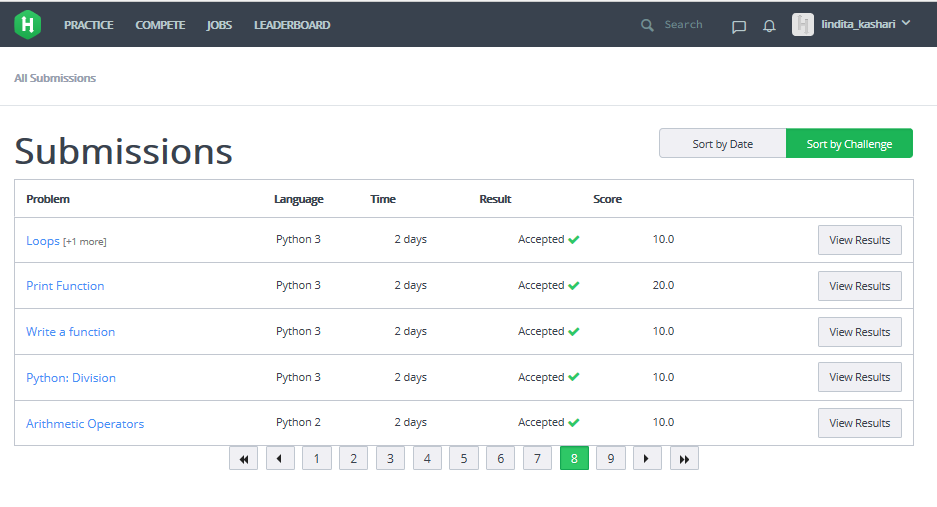 H PRACTICE COMPETE JOBS LEADERBOARD Search H lindita_kashari
All Submissions
Submissions Sort by Date Sort by Challenge
Problem Language Time Result Score
Loops [+1 more] Python 3 2 days Accepted 10.0 View Results
Print Function Python 3 2 days Accepted 20.0 View Results
Write a function Python 3 2 days Accepted 10.0 View Results
Python: Division Python 3 2 days Accepted 10.0 View Results
Arithmetic Operators Python 2 2 days Accepted 10.0 View Results
1 2 3 4 5 6 7 8 9